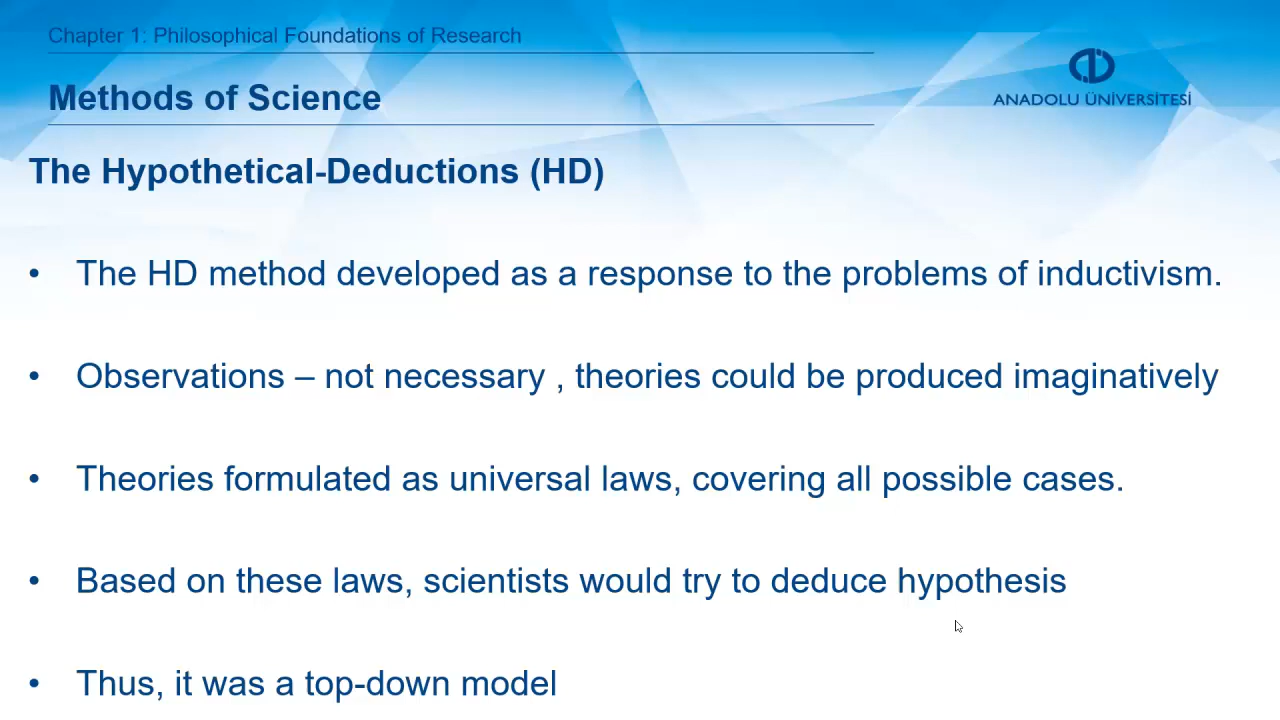 Chapter 1: Philosophical Foundations of Research
Methods of Science
ANADOLU ÜNİVERSİTESİ
The Hypothetical-Deductions (HD)
• The HD method developed as a response to the problems of inductivism.
• Observations – not necessary , theories could be produced imaginatively
• Theories formulated as universal laws, covering all possible cases.
• Based on these laws, scientists would try to deduce hypothesis
• Thus, it was a top-down model